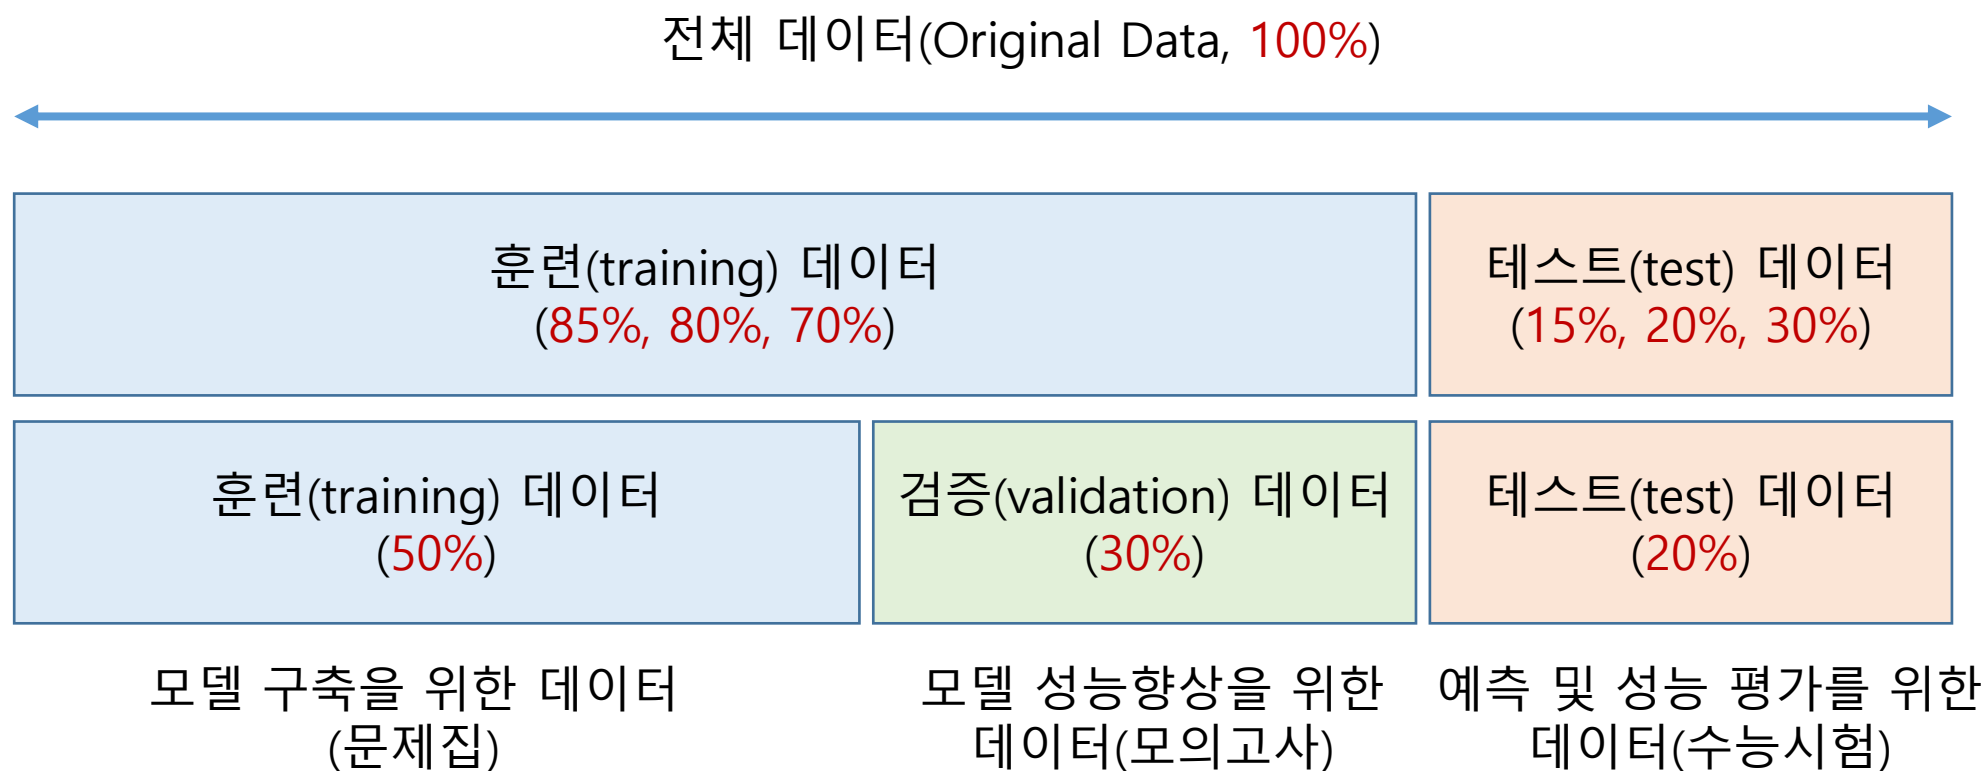 전체 데이터(Original Data, 100%)
훈련(training) 데이터
(85%, 80%, 70%)
테스트(test) 데이터
(15%, 20%, 30%)
훈련(training) 데이터
(50%)
검증(validation) 데이터
(30%)
테스트(test) 데이터
(20%)
모델 구축을 위한 데이터
(문제집)
모델 성능향상을 위한
데이터(모의고사)
예측 및 성능 평가를 위한
데이터(수능시험)